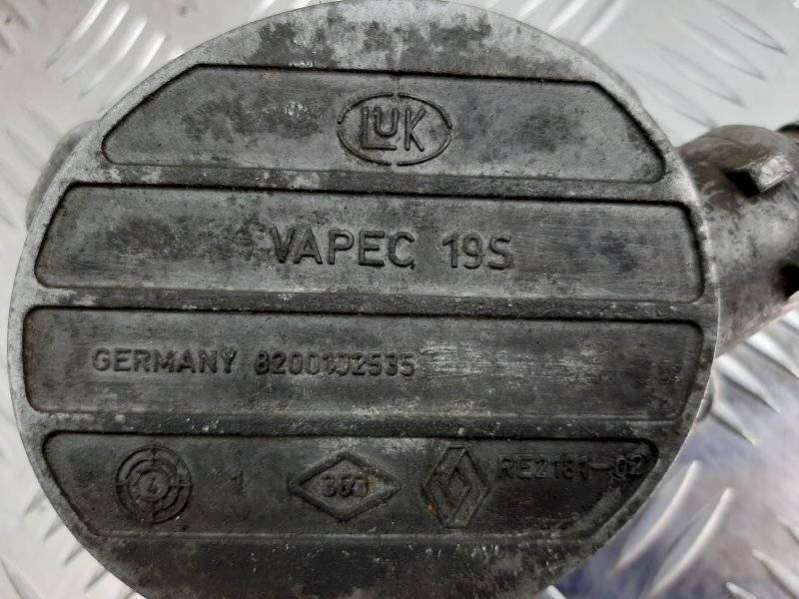 LuK
VAPEC 19S
GERMANY 8200102535
1 RE2181-02